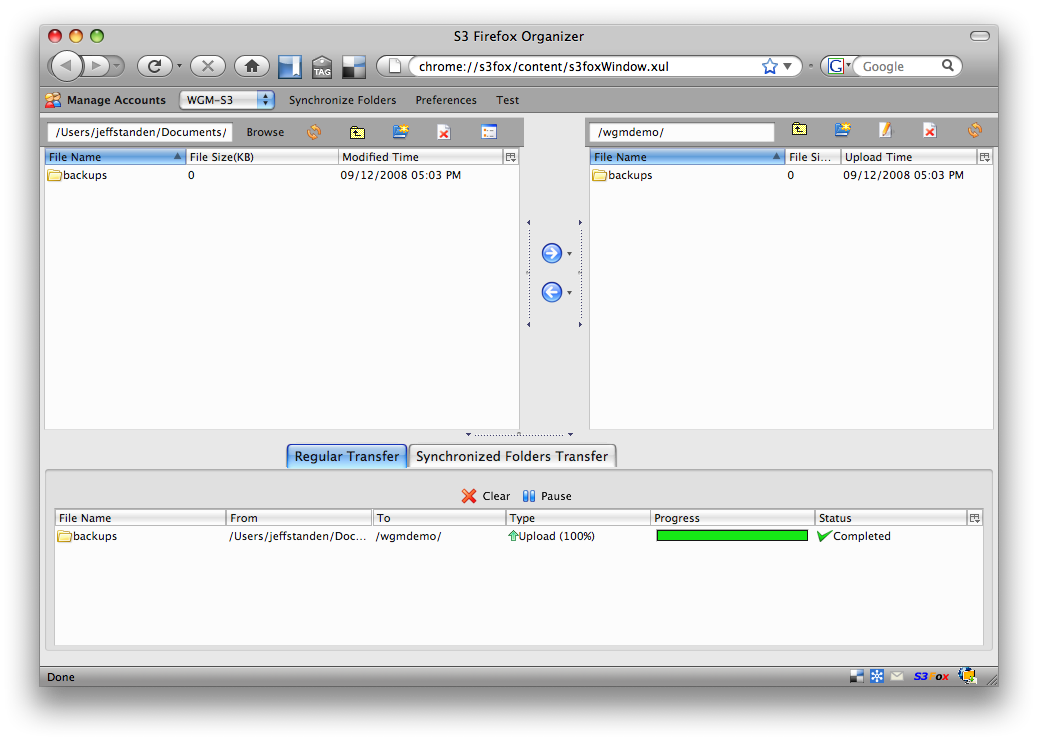 S3 Firefox Organizer
TAG chrome://s3fox/content/s3foxWindow.xul G Google
Manage Accounts WGM-S3 Synchronize Folders Preferences Test
/Users/jeffstanden/Documents/ Browse /wgmdemo/
File Name File Size(KB) Modified Time File Name File Si... Upload Time
backups 0 09/12/2008 05:03 PM backups 0 09/12/2008 05:03 PM
Regular Transfer Synchronized Folders Transfer
Clear Pause
File Name From To Type Progress Status
backups /Users/jeffstanden/Doc... /wgmdemo/ Upload (100%) Completed
Done S3Fox